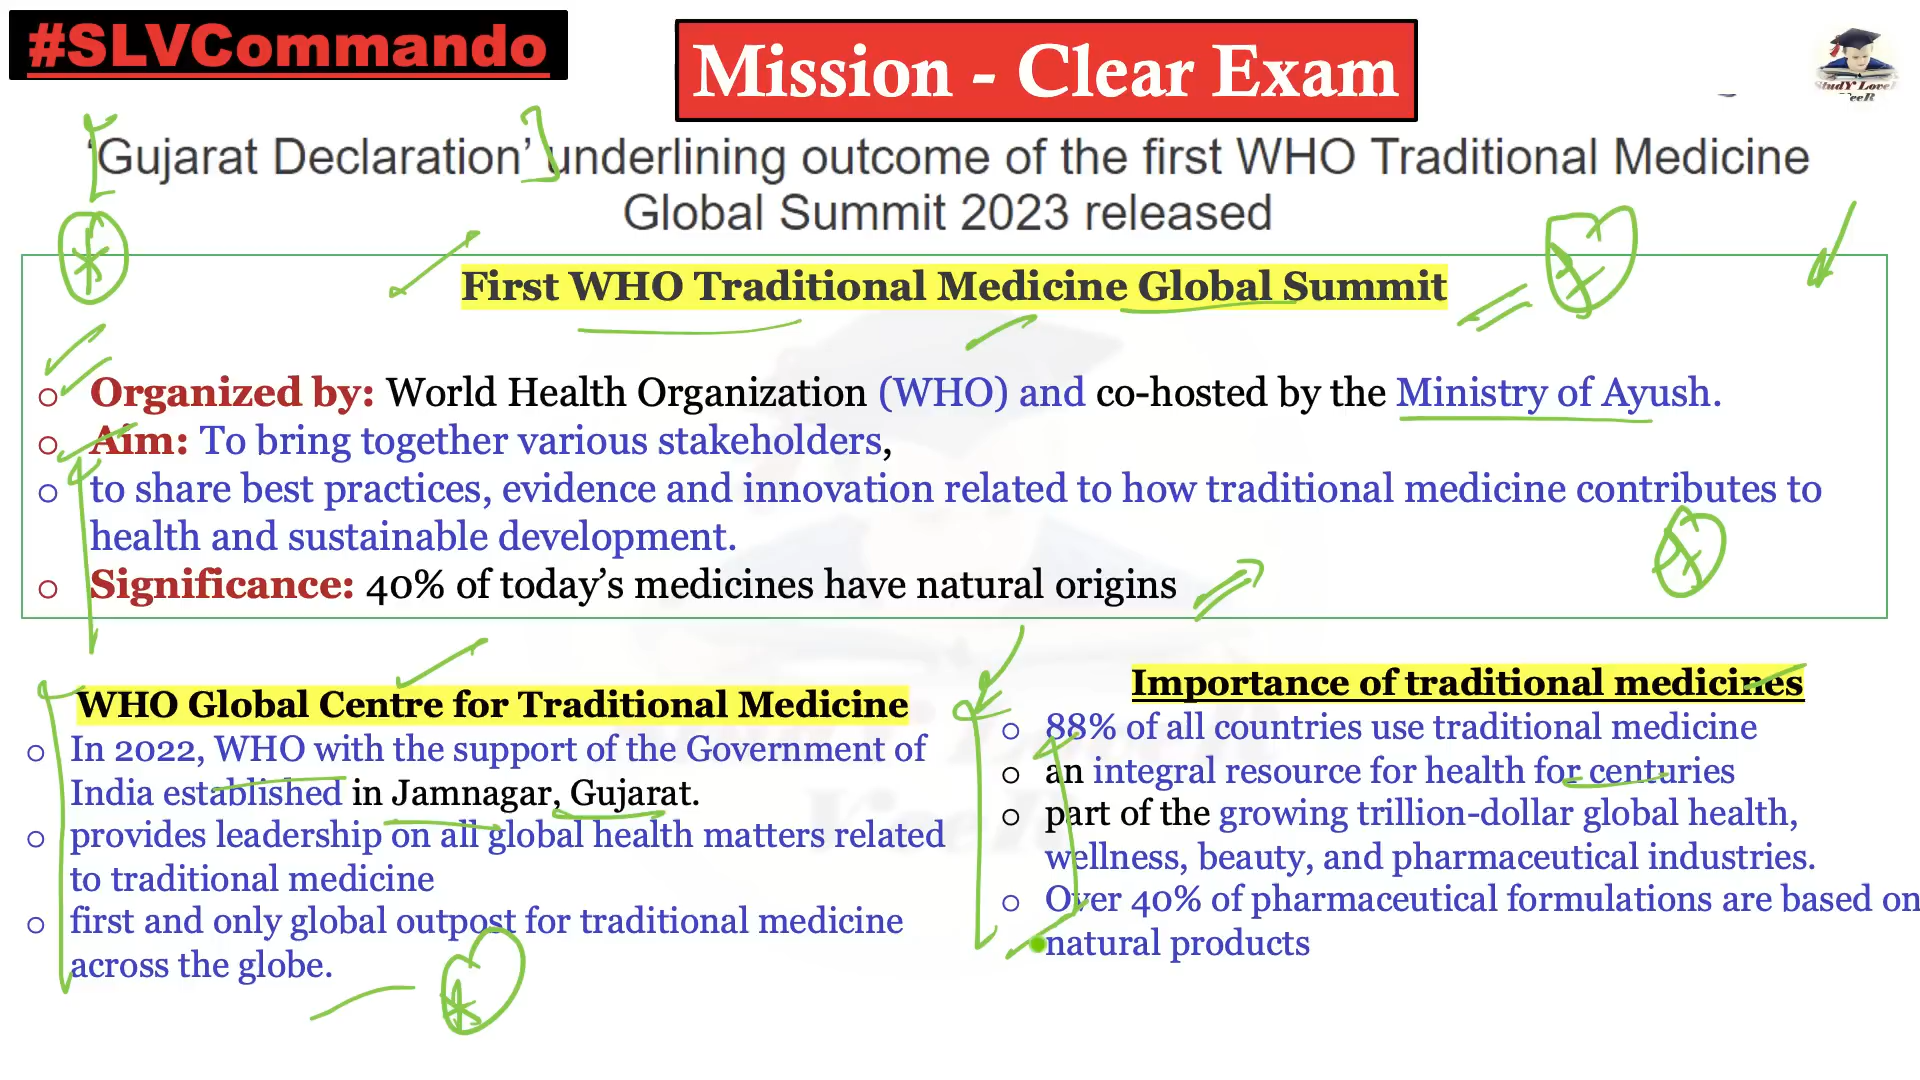 #SLVCommando
Mission - Clear Exam
StudY LoveR
VeeR
‘Gujarat Declaration’ underlining outcome of the first WHO Traditional Medicine
Global Summit 2023 released
First WHO Traditional Medicine Global Summit
o Organized by: World Health Organization (WHO) and co-hosted by the Ministry of Ayush.
o Aim: To bring together various stakeholders,
o to share best practices, evidence and innovation related to how traditional medicine contributes to
health and sustainable development.
o Significance: 40% of today’s medicines have natural origins
WHO Global Centre for Traditional Medicine
o In 2022, WHO with the support of the Government of
India established in Jamnagar, Gujarat.
o provides leadership on all global health matters related
to traditional medicine
o first and only global outpost for traditional medicine
across the globe.
Importance of traditional medicines
o 88% of all countries use traditional medicine
o an integral resource for health for centuries
o part of the growing trillion-dollar global health,
wellness, beauty, and pharmaceutical industries.
o Over 40% of pharmaceutical formulations are based on
natural products